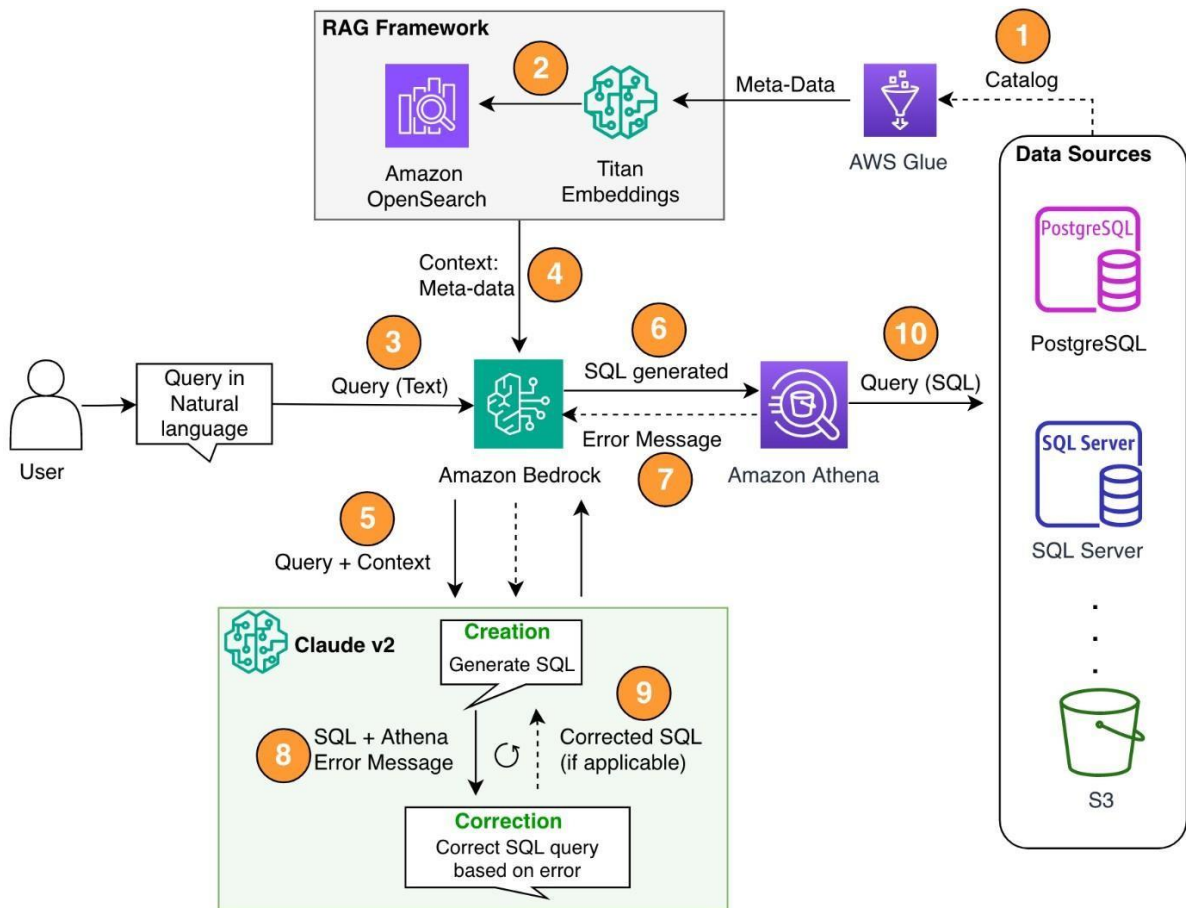 RAG Framework
1
2
Catalog
Meta-Data
Amazon
OpenSearch
Titan
Embeddings
AWS Glue
Data Sources
PostgreSQL
PostgreSQL
Context:
Meta-data
4
3
6
10
Query in
Natural
language
Query (Text)
SQL generated
Query (SQL)
Error Message
User
Amazon Bedrock
7
Amazon Athena
SQL Server
SQL Server
5
Query + Context
Claude v2
Creation
Generate SQL
9
8
SQL + Athena
Error Message
Corrected SQL
(if applicable)
Correction
Correct SQL query
based on error
.
.
.
S3